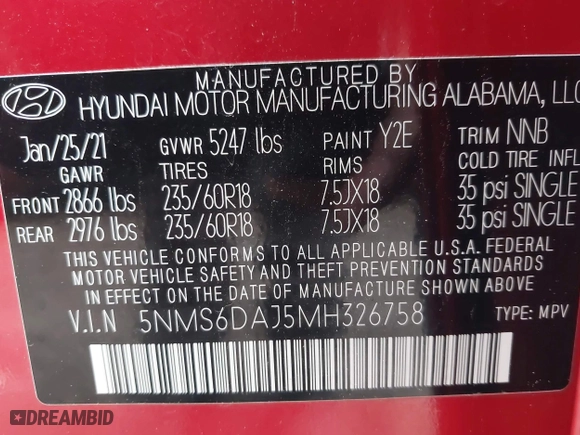 MANUFACTURED BY
HYUNDAI MOTOR MANUFACTURING ALABAMA, LLC
Jan/25/21 GVWR 5247 lbs PAINT Y2E TRIM NNB
GAWR TIRES RIMS COLD TIRE INFL
FRONT 2866 lbs 235/60R18 7.5JX18 35 psi SINGLE
REAR 2976 lbs 235/60R18 7.5JX18 35 psi SINGLE
THIS VEHICLE CONFORMS TO ALL APPLICABLE U.S.A. FEDERAL
MOTOR VEHICLE SAFETY AND THEFT PREVENTION STANDARDS
IN EFFECT ON THE DATE OF MANUFACTURE SHOWN ABOVE
V.I.N 5NMS6DAJ5MH326758 TYPE: MPV
DREAMBID